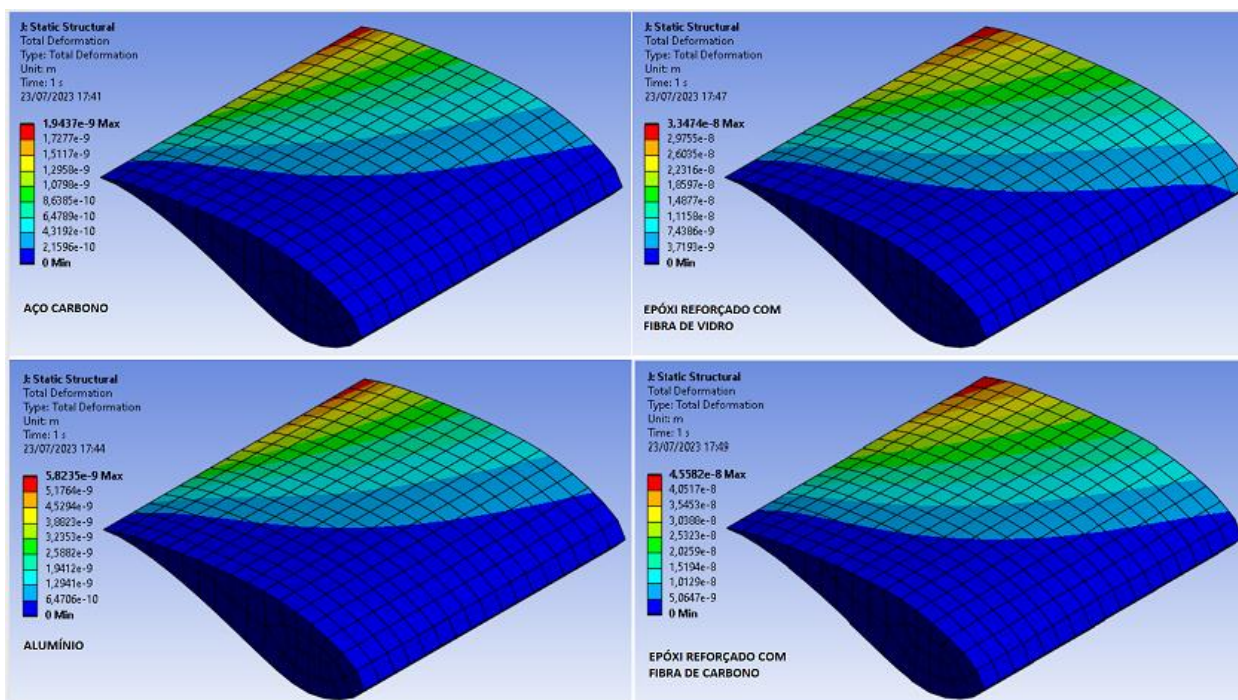 J: Static Structural
Total Deformation
Type: Total Deformation
Unit: m
Time: 1 s
23/07/2023 17:41
1,9437e-9 Max
1,7277e-9
1,5117e-9
1,2958e-9
1,0798e-9
8,6385e-10
6,4789e-10
4,3192e-10
2,1596e-10
0 Min
AÇO CARBONO
J: Static Structural
Total Deformation
Type: Total Deformation
Unit: m
Time: 1 s
23/07/2023 17:47
3,3474e-8 Max
2,9755e-8
2,6035e-8
2,2316e-8
1,8597e-8
1,4877e-8
1,1158e-8
7,4386e-9
3,7193e-9
0 Min
EPÓXI REFORÇADO COM
FIBRA DE VIDRO
J: Static Structural
Total Deformation
Type: Total Deformation
Unit: m
Time: 1 s
23/07/2023 17:44
5,8235e-9 Max
5,1764e-9
4,5294e-9
3,8823e-9
3,2353e-9
2,5882e-9
1,9412e-9
1,2941e-9
6,4706e-10
0 Min
ALUMÍNIO
J: Static Structural
Total Deformation
Type: Total Deformation
Unit: m
Time: 1 s
23/07/2023 17:49
4,5582e-8 Max
4,0517e-8
3,5453e-8
3,0388e-8
2,5323e-8
2,0259e-8
1,5194e-8
1,0129e-8
5,0647e-9
0 Min
EPÓXI REFORÇADO COM
FIBRA DE CARBONO